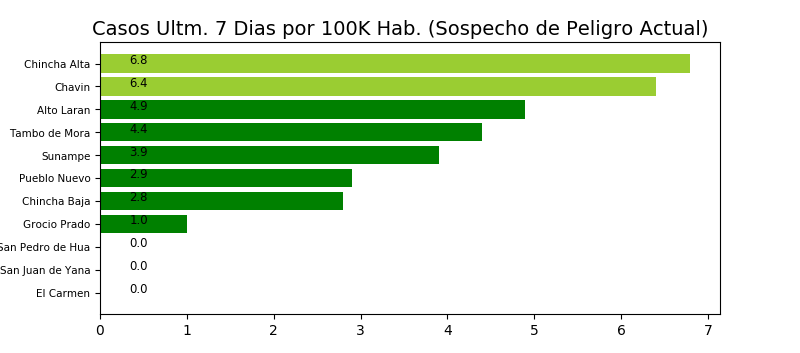 Casos Ultm. 7 Dias por 100K Hab. (Sospecho de Peligro Actual)
Chincha Alta 6.8
Chavin 6.4
Alto Laran 4.9
Tambo de Mora 4.4
Sunampe 3.9
Pueblo Nuevo 2.9
Chincha Baja 2.8
Grocio Prado 1.0
San Pedro de Hua 0.0
San Juan de Yana 0.0
El Carmen 0.0
0 1 2 3 4 5 6 7